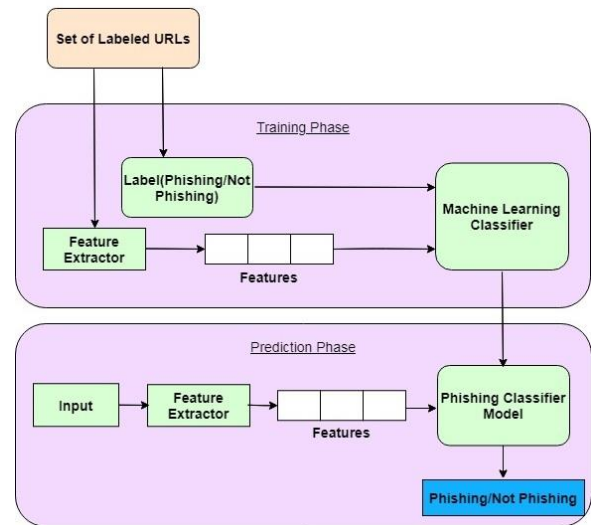 Set of Labeled URLs
Training Phase
Label(Phishing/Not
Phishing)
Machine Learning
Classifier
Feature
Extractor
Features
Prediction Phase
Input
Feature
Extractor
Features
Phishing Classifier
Model
Phishing/Not Phishing